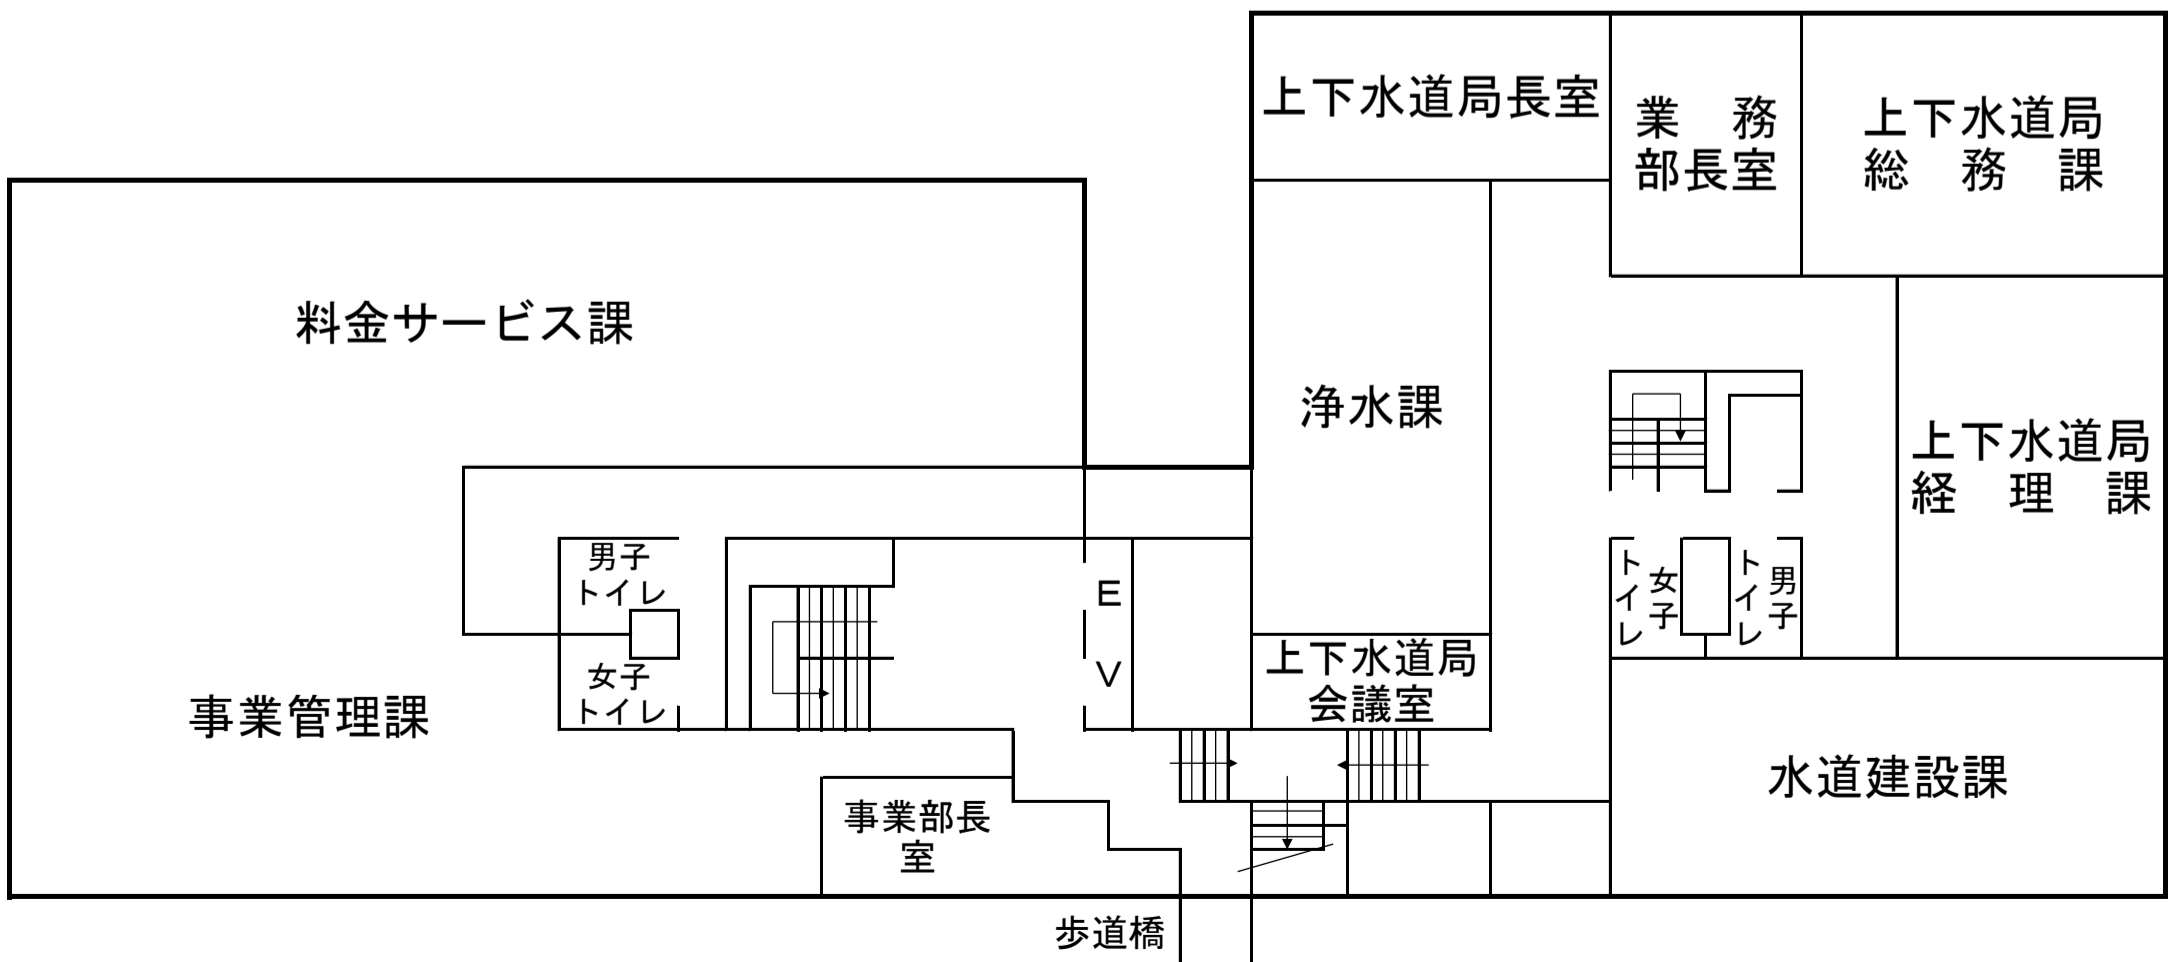 上下水道局長室
業　務
部長室
上下水道局
総　務　課
料金サービス課
浄水課
上下水道局
経　理　課
男子
トイレ
女子
トイレ
E
V
女子
トイレ
男子
トイレ
上下水道局
会議室
事業管理課
水道建設課
事業部長
室
歩道橋